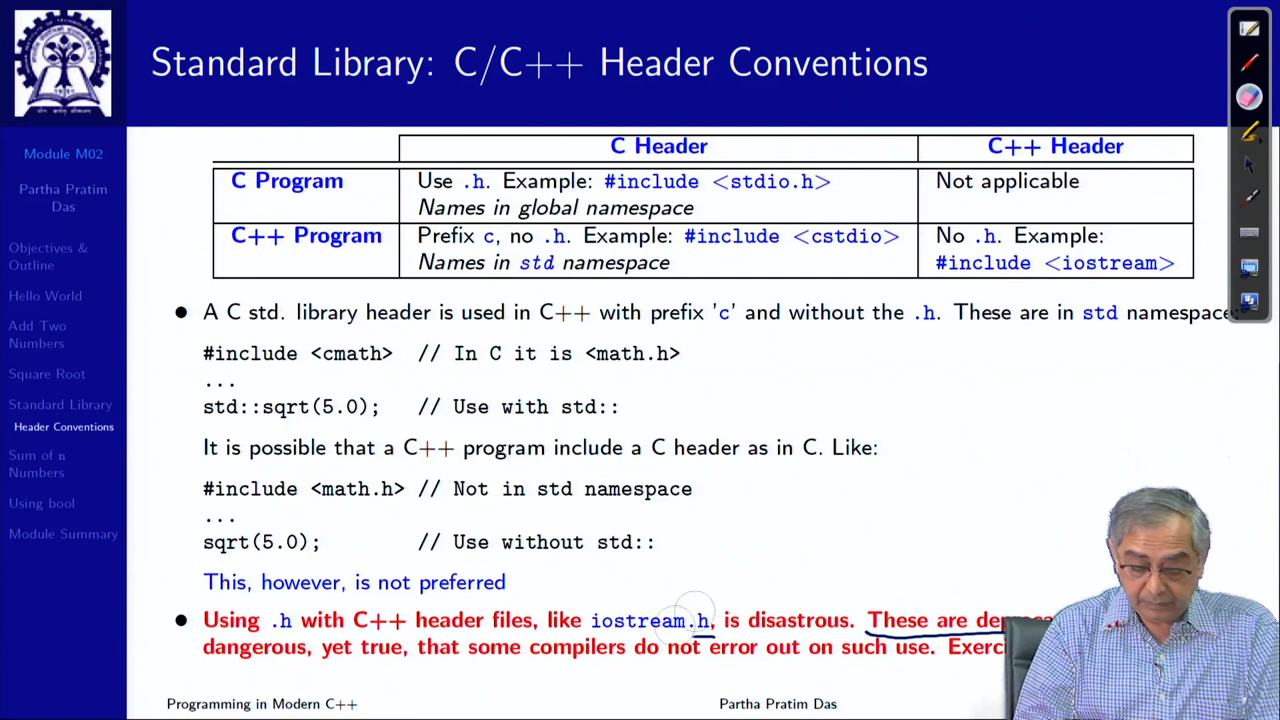 Standard Library: C/C++ Header Conventions
Module M02
Partha Pratim
Das
Objectives &
Outline
Hello World
Add Two
Numbers
Square Root
Standard Library
Header Conventions
Sum of n
Numbers
Using bool
Module Summary
C Header C++ Header
C Program Use .h. Example: #include <stdio.h> Not applicable
Names in global namespace
C++ Program Prefix c, no .h. Example: #include <cstdio> No .h. Example:
Names in std namespace #include <iostream>
• A C std. library header is used in C++ with prefix 'c' and without the .h. These are in std namespace:
#include <cmath> // In C it is <math.h>
...
std::sqrt(5.0); // Use with std::
It is possible that a C++ program include a C header as in C. Like:
#include <math.h> // Not in std namespace
...
sqrt(5.0); // Use without std::
This, however, is not preferred
• Using .h with C++ header files, like iostream.h, is disastrous. These are
dangerous, yet true, that some compilers do not error out on such use.
Programming in Modern C++ Partha Pratim Das